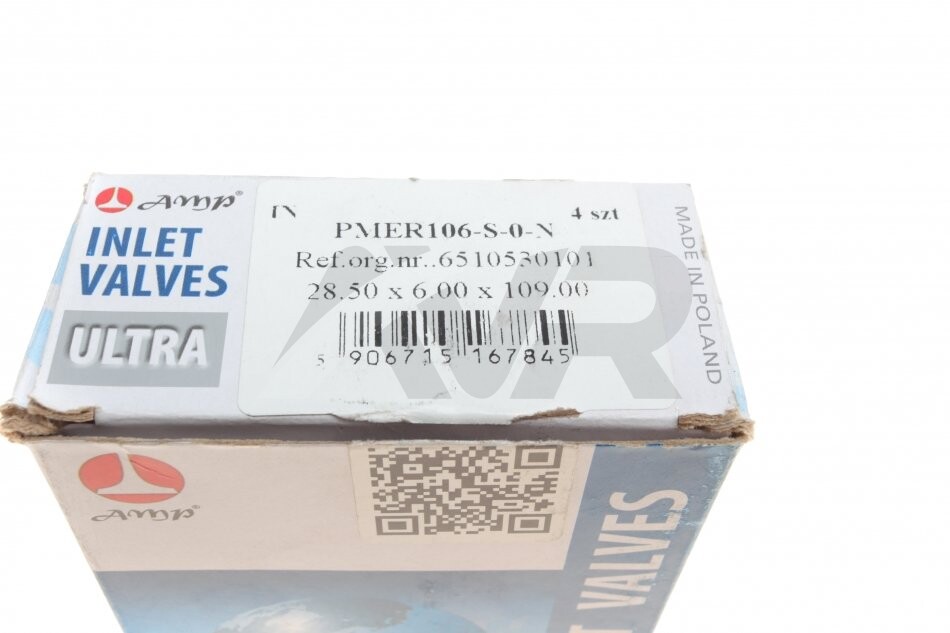 AMP®
INLET
VALVES
ULTRA
IN
4 szt
PMER106-S-0-N
Ref.org.nr..6510530101
28.50 x 6.00 x 109.00
5 906715 167845
MADE IN POLAND
AVR
AMP
VALVES